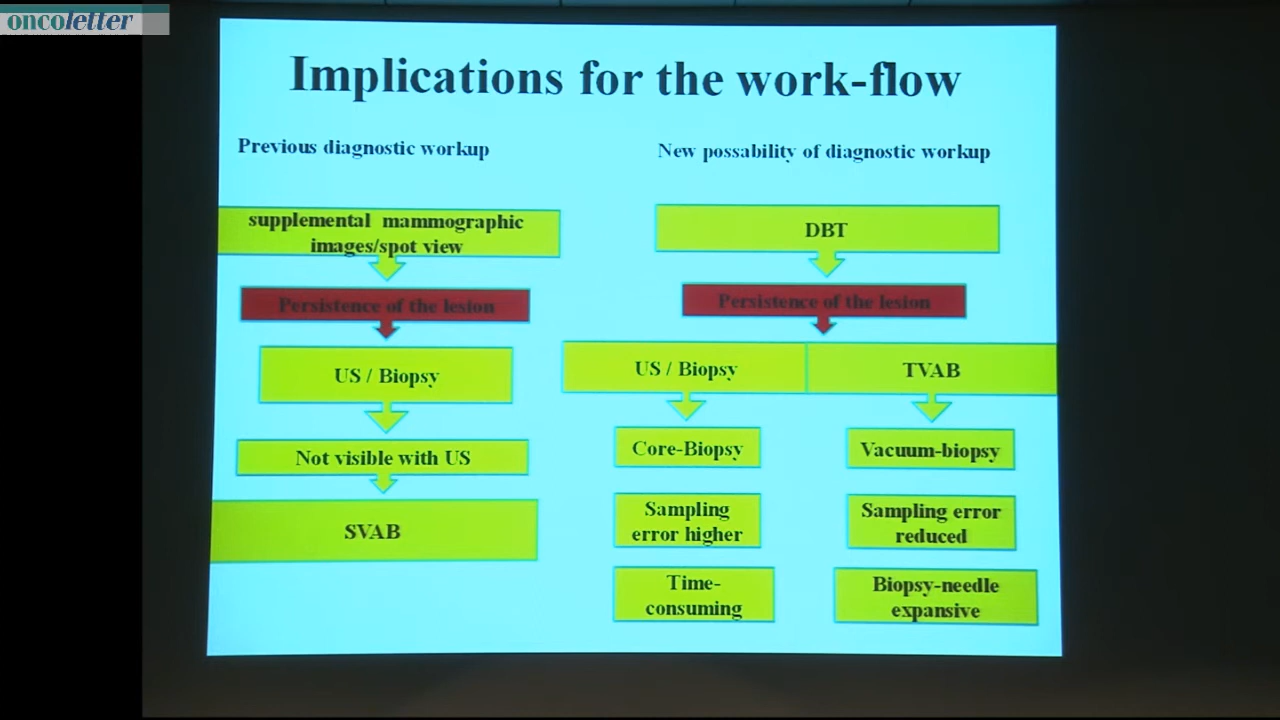 oncoletter
Implications for the work-flow
Previous diagnostic workup
supplemental mammographic
images/spot view
Persistence of the lesion
US / Biopsy
Not visible with US
SVAB
New possability of diagnostic workup
DBT
Persistence of the lesion
US / Biopsy
TVAB
Core-Biopsy
Vacuum-biopsy
Sampling
error higher
Sampling error
reduced
Time-
consuming
Biopsy-needle
expansive